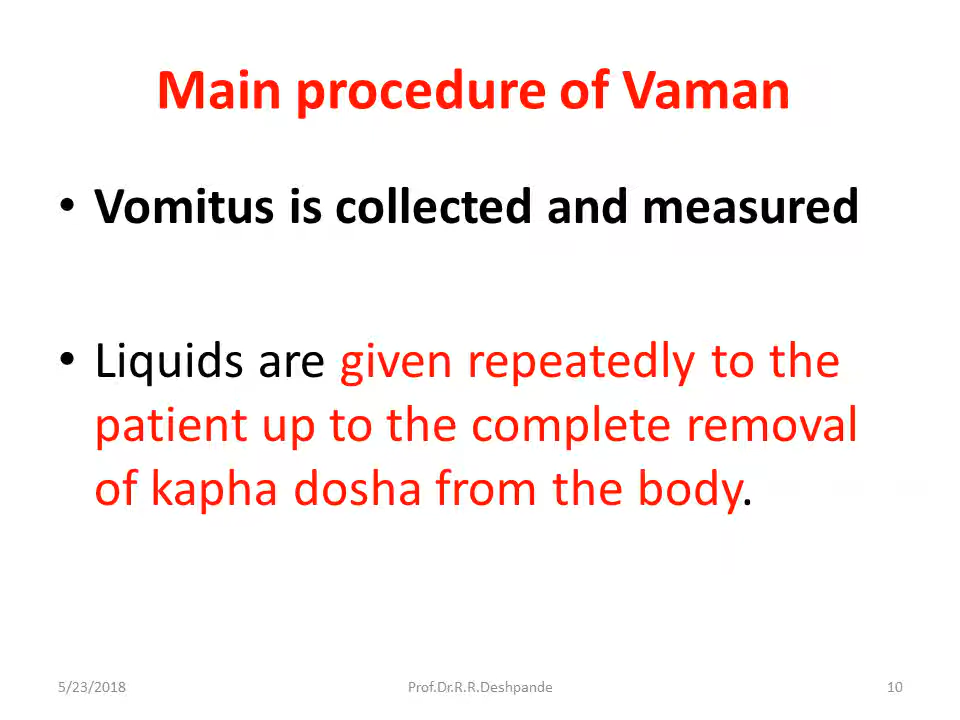 Main procedure of Vaman
• Vomitus is collected and measured
• Liquids are given repeatedly to the
patient up to the complete removal
of kapha dosha from the body.
5/23/2018
Prof.Dr.R.R.Deshpande
10